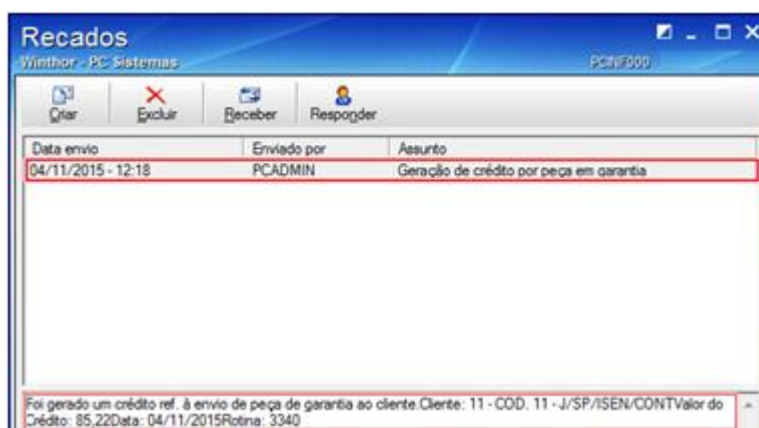 Recados
Winthor - PC Sistemas PCINF000
Criar Excluir Receber Responder
Data envio Enviado por Assunto
04/11/2015 - 12:18 PCADMIN Geração de crédito por peça em garantia
Foi gerado um crédito ref. à envio de peça de garantia ao cliente.Cliente: 11 - COD. 11 - J/SP/ISEN/CONTValor do
Crédito: 85,22Data: 04/11/2015Rotina: 3340